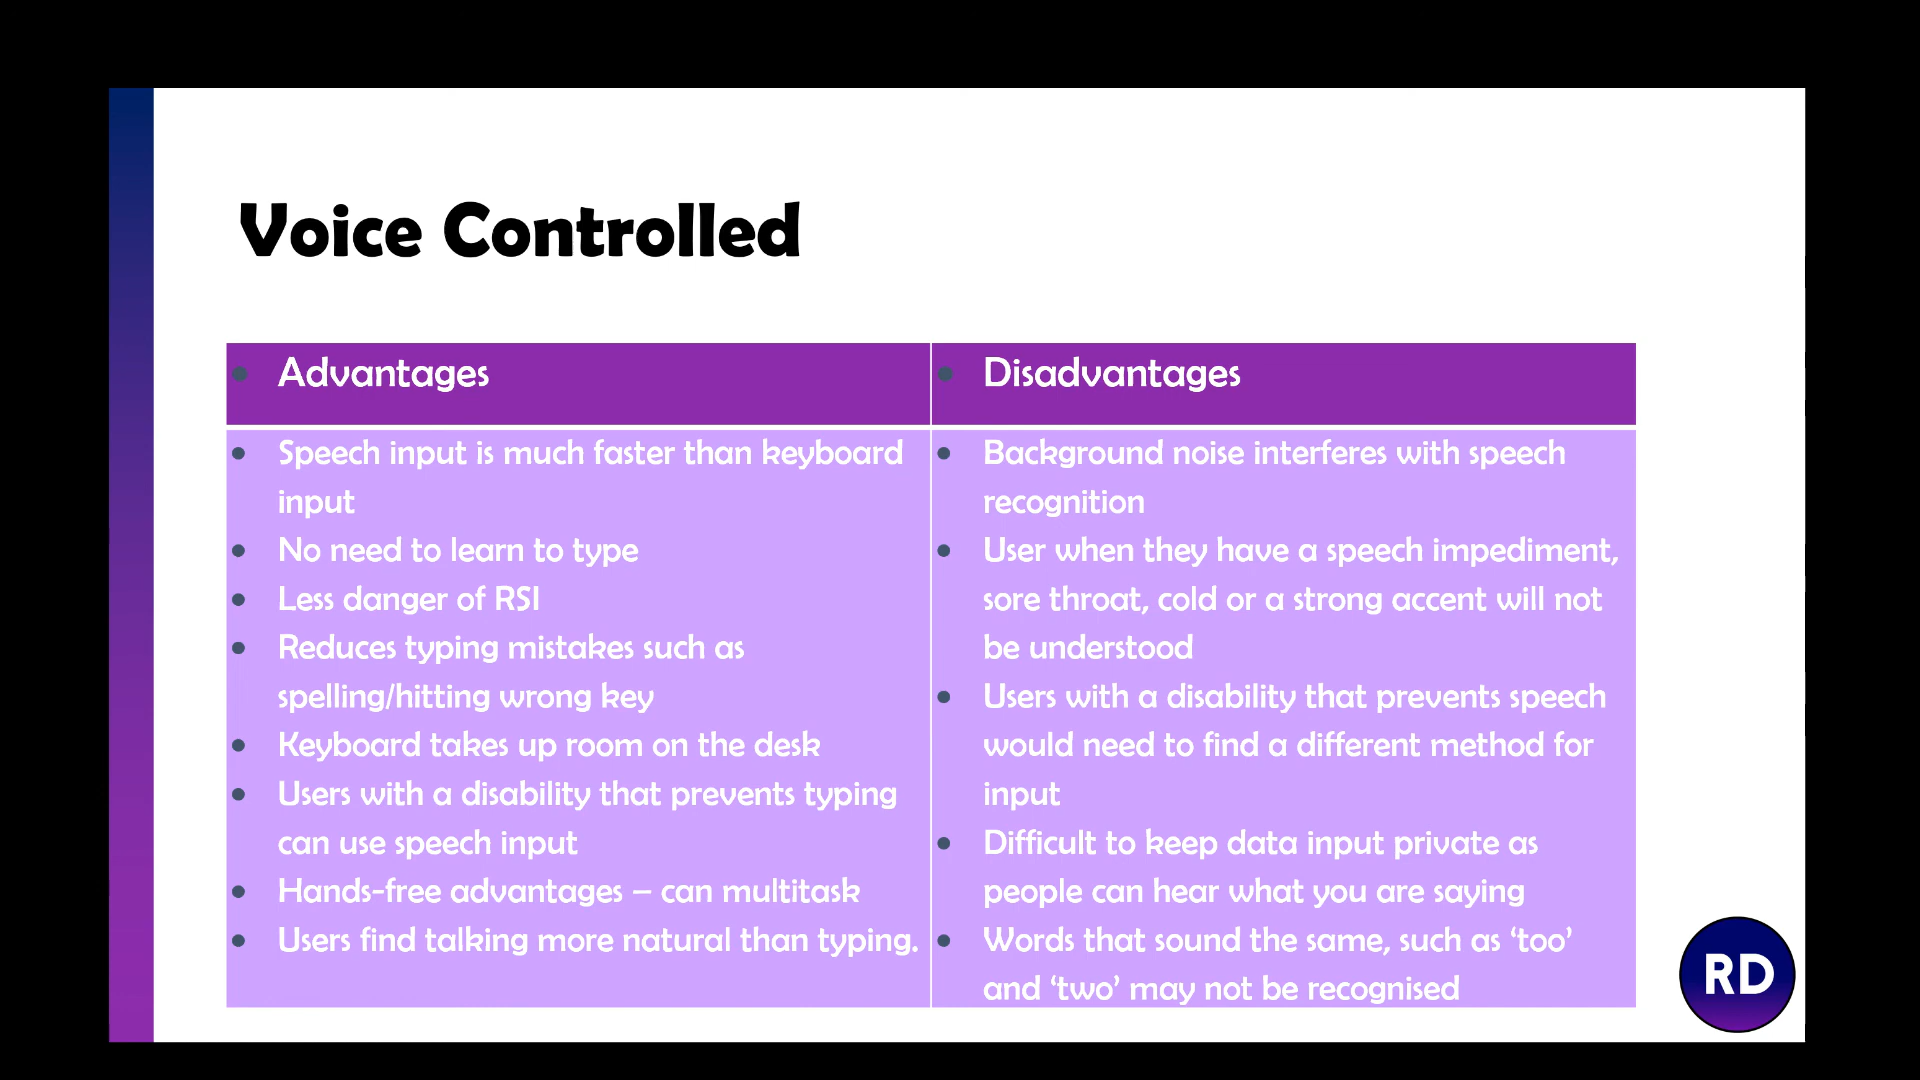 Voice Controlled
• Advantages
• Speech input is much faster than keyboard
input
• No need to learn to type
• Less danger of RSI
• Reduces typing mistakes such as
spelling/hitting wrong key
• Keyboard takes up room on the desk
• Users with a disability that prevents typing
can use speech input
• Hands-free advantages – can multitask
• Users find talking more natural than typing.
• Disadvantages
• Background noise interferes with speech
recognition
• User when they have a speech impediment,
sore throat, cold or a strong accent will not
be understood
• Users with a disability that prevents speech
would need to find a different method for
input
• Difficult to keep data input private as
people can hear what you are saying
• Words that sound the same, such as ‘too’
and ‘two’ may not be recognised
RD